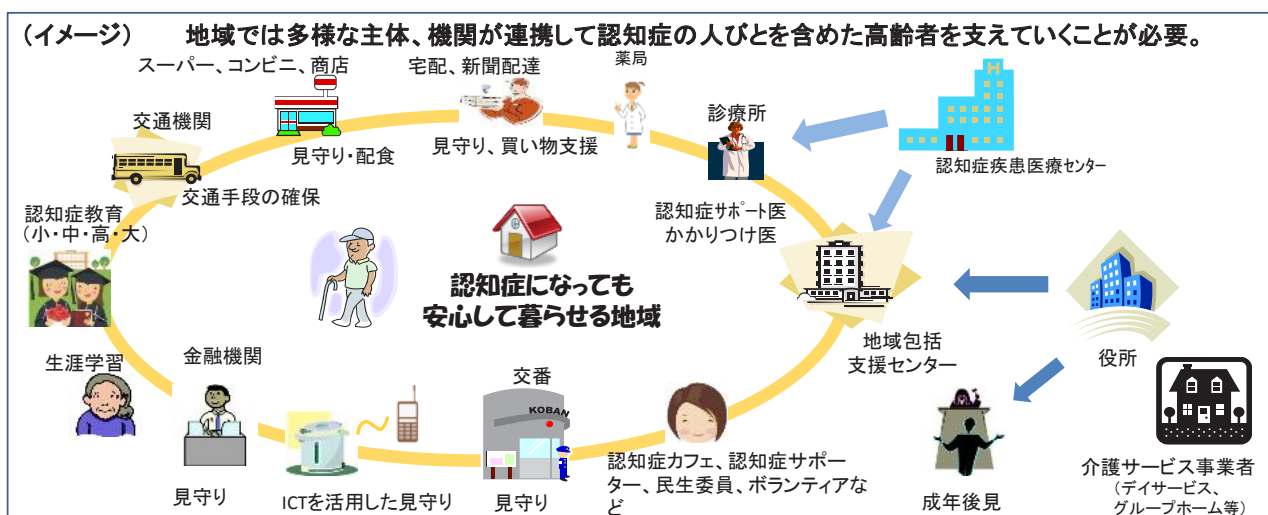 (イメージ) 地域では多様な主体、機関が連携して認知症の人びとを含めた高齢者を支えていくことが必要。
スーパー、コンビニ、商店
宅配、新聞配達
薬局
交通機関
診療所
見守り・配食
見守り、買い物支援
認知症疾患医療センター
交通手段の確保
認知症教育
(小・中・高・大)
認知症サポート医
かかりつけ医
認知症になっても
安心して暮らせる地域
地域包括
支援センター
役所
生涯学習
金融機関
交番
KOBAN
見守り
ICTを活用した見守り
見守り
認知症カフェ、認知症サポー
ター、民生委員、ボランティアな
ど
成年後見
介護サービス事業者
(デイサービス、
グループホーム等)
H